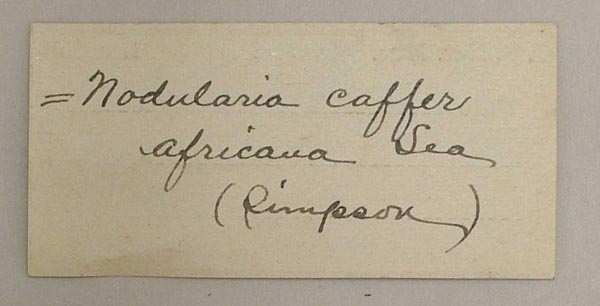 = Nodularia caffer
africana Lea
(Simpson)